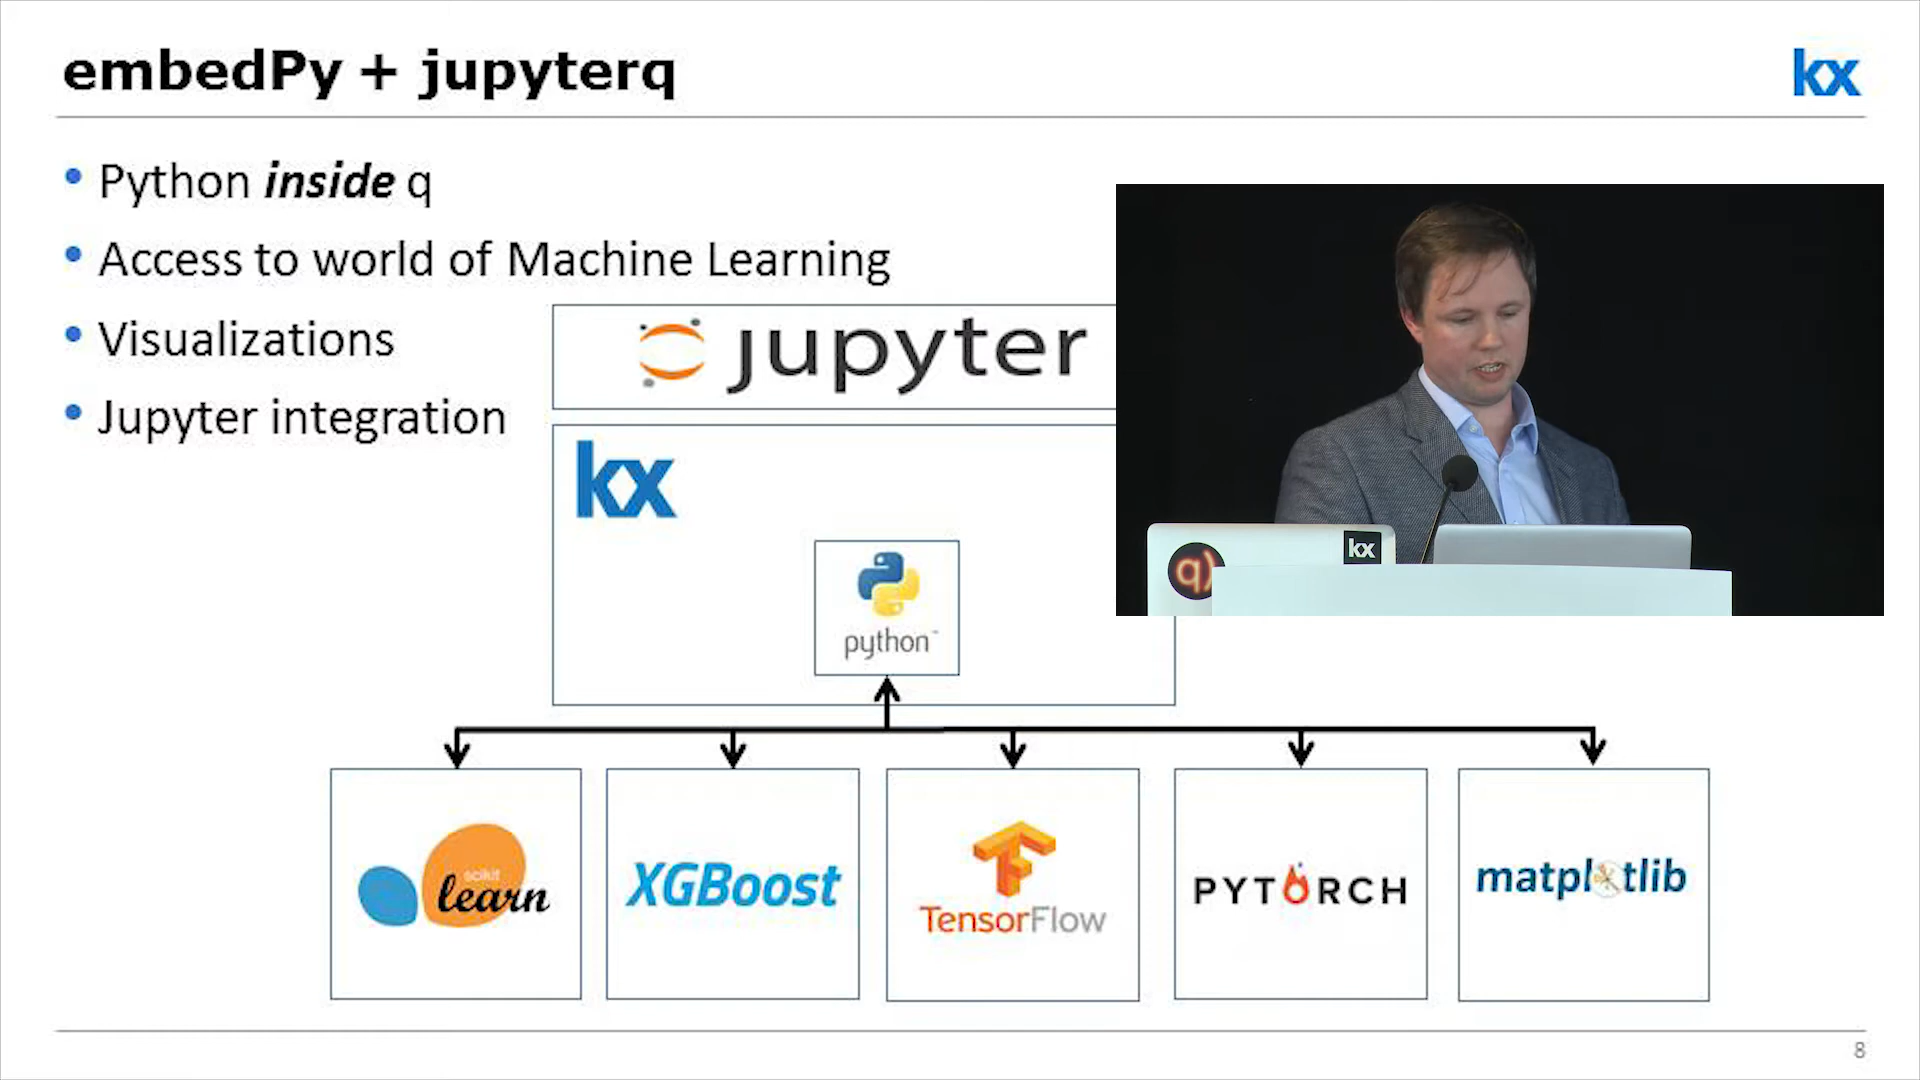 embedPy + jupyterq
kx
• Python inside q
• Access to world of Machine Learning
• Visualizations
• Jupyter integration
jupyter
kx
python
kx
q)
scikit
learn
XGBoost
TensorFlow
PYTORCH
matplotlib
8